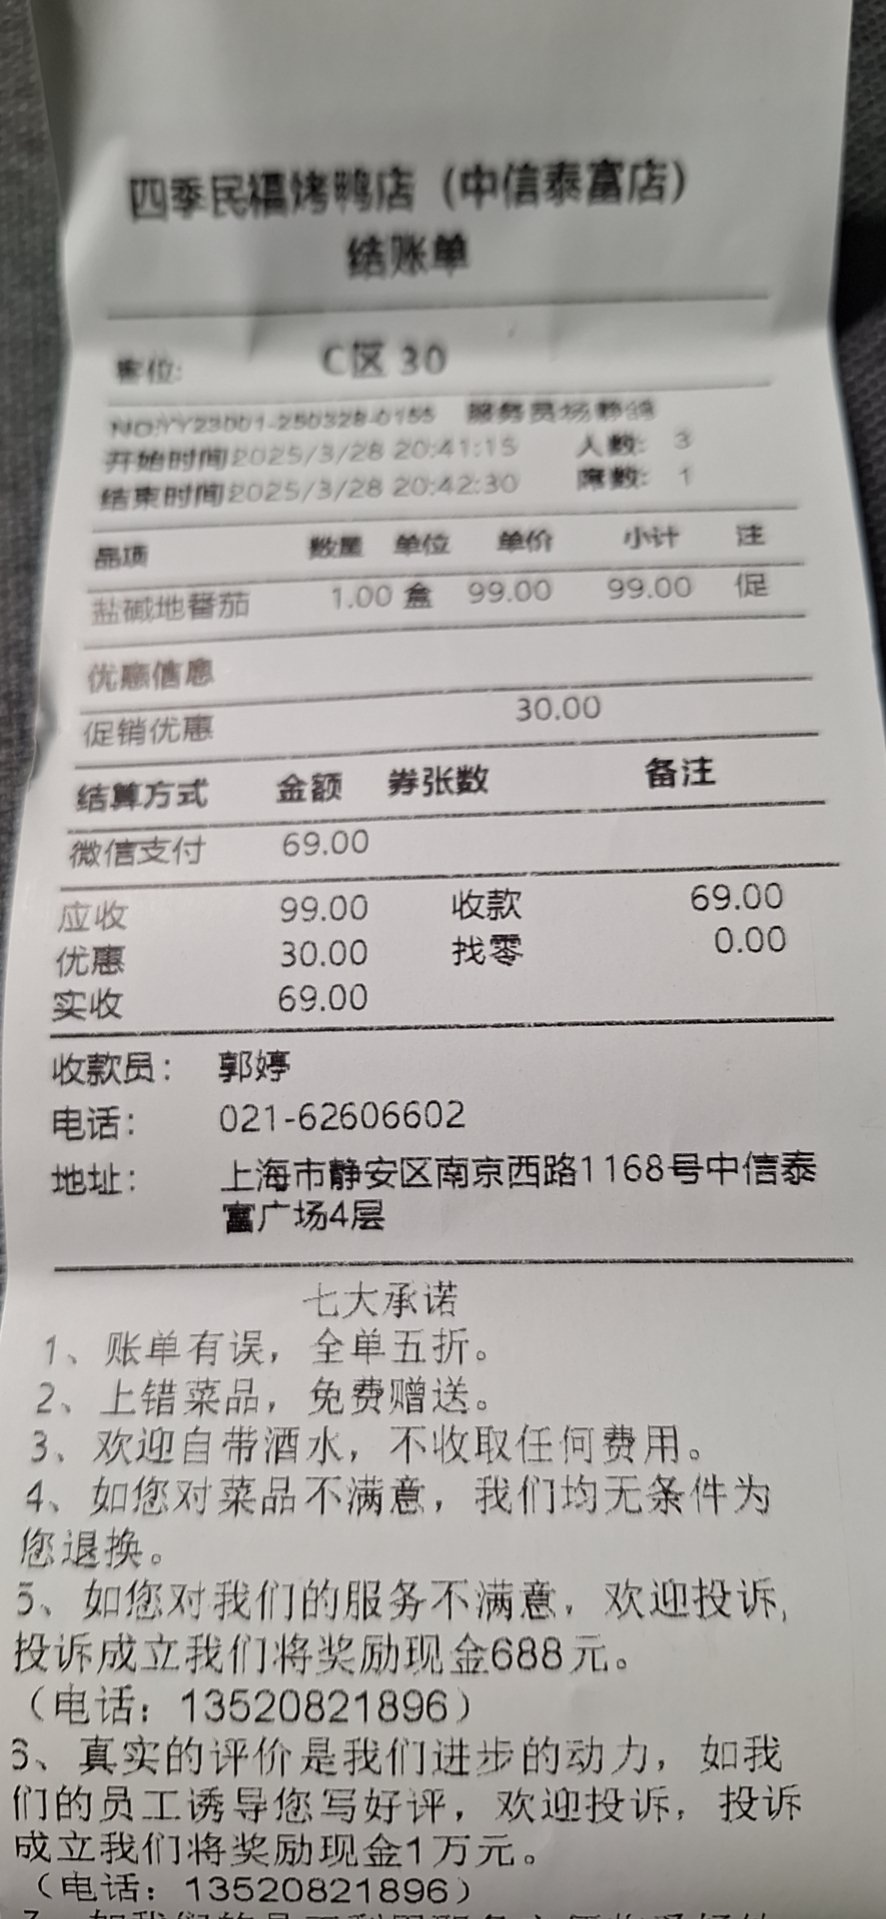 四季民福烤鸭店（中信泰富店）
结账单
客位: C区 30
NO:YY23001-250328-0155 服务员
开始时间2025/3/28 20:41:15 人数: 3
结束时间2025/3/28 20:42:30 席数: 1
品项 数量 单位 单价 小计 注
盐碱地番茄 1.00 盒 99.00 99.00 促
优惠信息
促销优惠 30.00
结算方式 金额 券张数 备注
微信支付 69.00
应收 99.00 收款 69.00
优惠 30.00 找零 0.00
实收 69.00
收款员: 郭婷
电话: 021-62606602
地址: 上海市静安区南京西路1168号中信泰
富广场4层
七大承诺
1、账单有误，全单五折。
2、上错菜品，免费赠送。
3、欢迎自带酒水，不收取任何费用。
4、如您对菜品不满意，我们均无条件为
您退换。
5、如您对我们的服务不满意，欢迎投诉,
投诉成立我们将奖励现金688元。
（电话：13520821896）
6、真实的评价是我们进步的动力，如我
们的员工诱导您写好评，欢迎投诉，投诉
成立我们将奖励现金1万元。
（电话：13520821896）